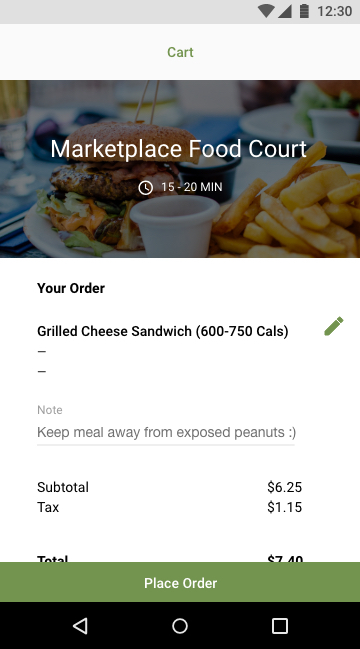 12:30
Cart
Marketplace Food Court
15 - 20 MIN
Your Order
Grilled Cheese Sandwich (600-750 Cals)
–
–
Note
Keep meal away from exposed peanuts :)
Subtotal $6.25
Tax $1.15
Total $7.40
Place Order